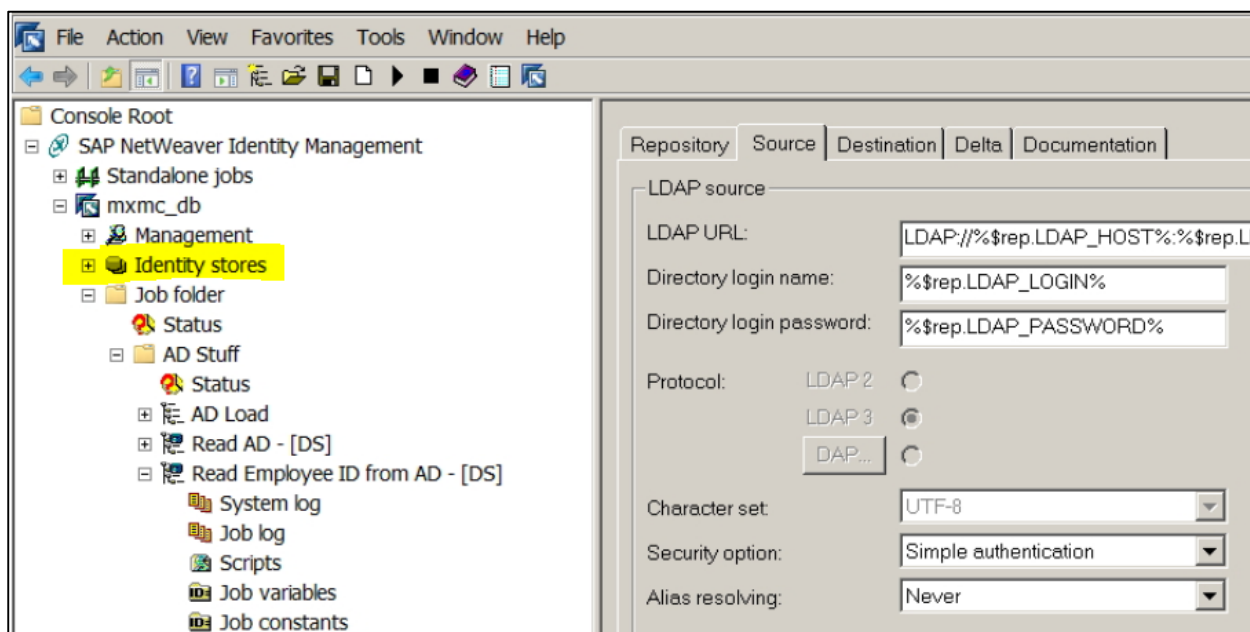 File Action View Favorites Tools Window Help
Console Root
SAP NetWeaver Identity Management
Standalone jobs
mxmc_db
Management
Identity stores
Job folder
Status
AD Stuff
Status
AD Load
Read AD - [DS]
Read Employee ID from AD - [DS]
System log
Job log
Scripts
Job variables
Job constants
Repository Source Destination Delta Documentation
LDAP source
LDAP URL: LDAP://%$rep.LDAP_HOST%:%$rep.L
Directory login name: %$rep.LDAP_LOGIN%
Directory login password: %$rep.LDAP_PASSWORD%
Protocol: LDAP 2
LDAP 3
DAP...
Character set: UTF-8
Security option: Simple authentication
Alias resolving: Never